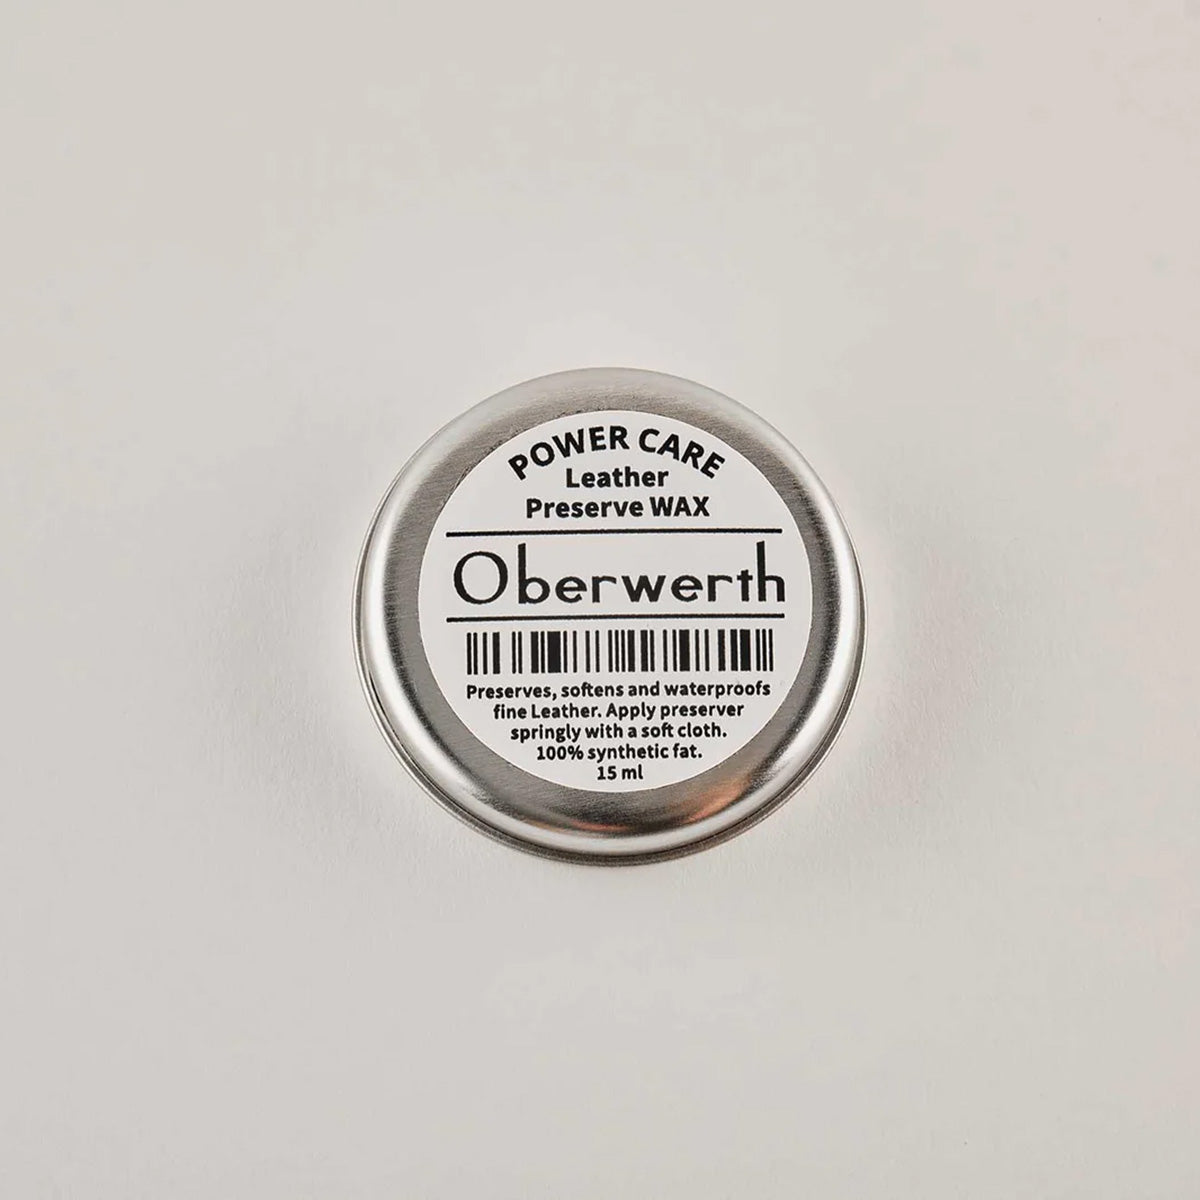 POWER CARE
Leather
Preserve WAX
Oberwerth
Preserves, softens and waterproofs
fine Leather. Apply preserver
springly with a soft cloth.
100% synthetic fat.
15 ml